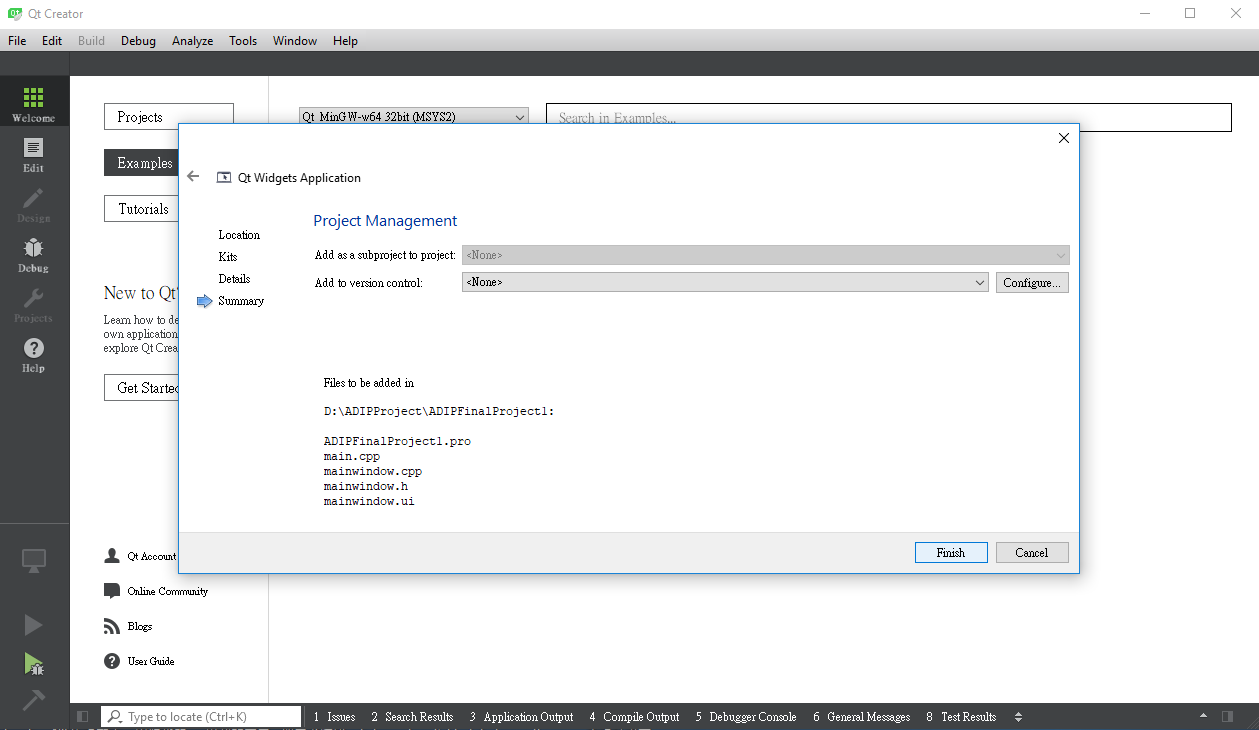 Qt Creator
File Edit Build Debug Analyze Tools Window Help
Welcome
Edit
Design
Debug
Projects
Help
Projects
Examples
Tutorials
New to Qt
Learn how to de
own application
explore Qt Crea
Get Started
Qt Account
Online Community
Blogs
User Guide
Qt MinGW-w64 32bit (MSYS2)
Search in Examples...
Qt Widgets Application
Location
Kits
Details
Summary
Project Management
Add as a subproject to project: <None>
Add to version control: <None> Configure...
Files to be added in
D:\ADIPProject\ADIPFinalProject1:
ADIPFinalProject1.pro
main.cpp
mainwindow.cpp
mainwindow.h
mainwindow.ui
Finish Cancel
Type to locate (Ctrl+K) 1 Issues 2 Search Results 3 Application Output 4 Compile Output 5 Debugger Console 6 General Messages 8 Test Results